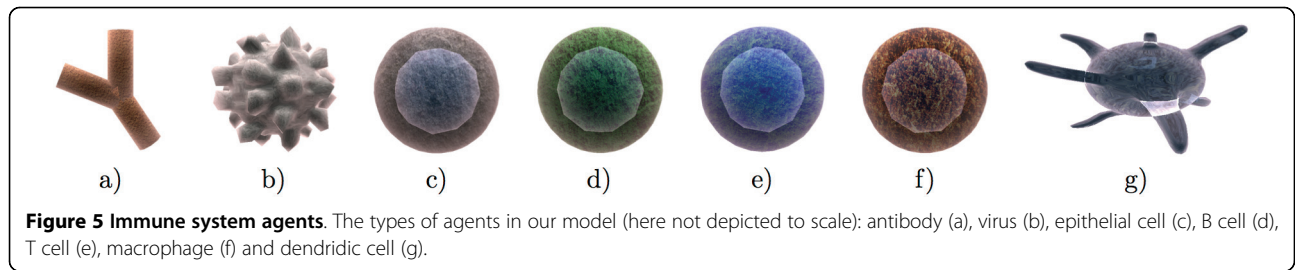 a) b) c) d) e) f) g)
Figure 5 Immune system agents. The types of agents in our model (here not depicted to scale): antibody (a), virus (b), epithelial cell (c), B cell (d),
T cell (e), macrophage (f) and dendridic cell (g).